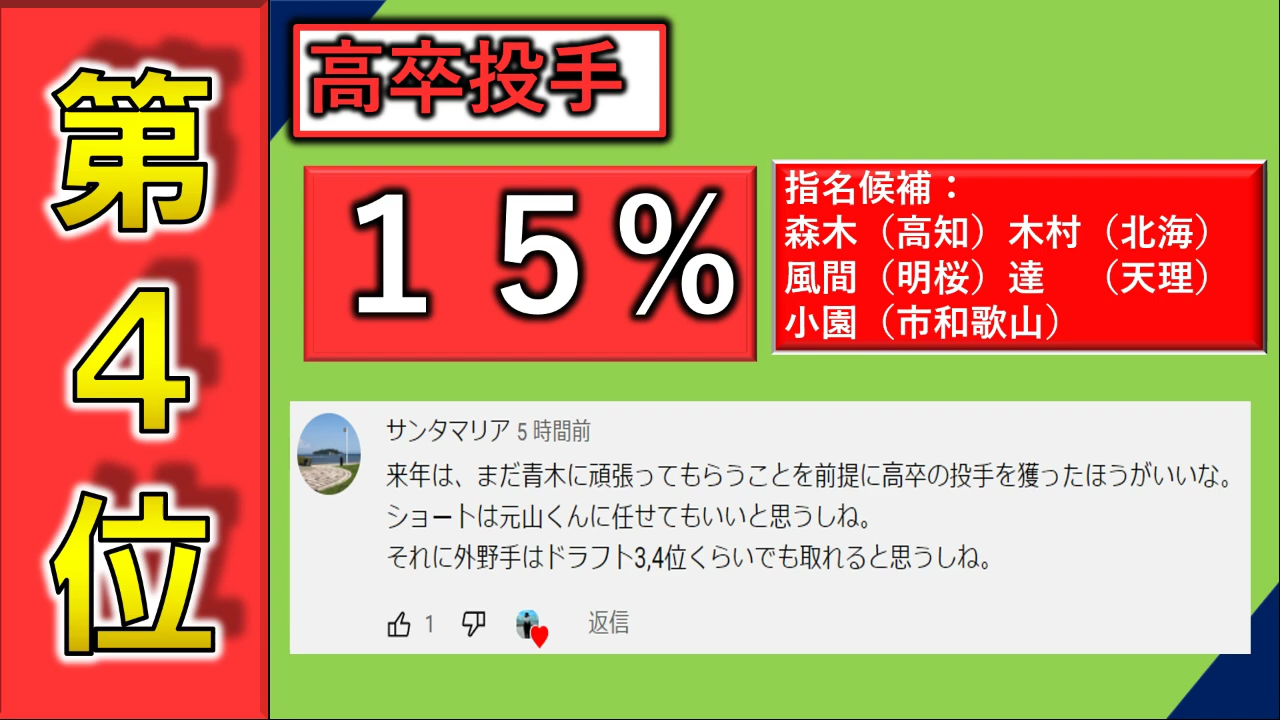 第4位
高卒投手
15%
指名候補:
森木（高知）木村（北海）
風間（明桜）達　（天理）
小園（市和歌山）
サンタマリア 5 時間前
来年は、まだ青木に頑張ってもらうことを前提に高卒の投手を獲ったほうがいいな。
ショートは元山くんに任せてもいいと思うしね。
それに外野手はドラフト3,4位くらいでも取れると思うしね。
1 返信